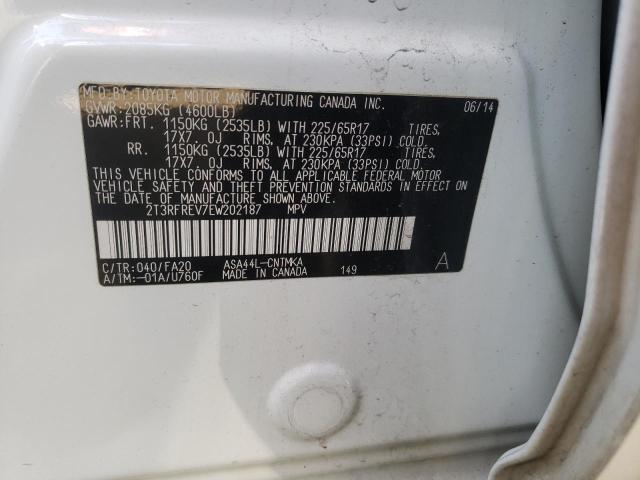 MFD.BY:TOYOTA MOTOR MANUFACTURING CANADA INC. 06/14
GVWR:2085KG (4600LB)
GAWR:FRT. 1150KG (2535LB) WITH 225/65R17 TIRES,
17X7.0J RIMS, AT 230KPA (33PSI) COLD.
RR. 1150KG (2535LB) WITH 225/65R17 TIRES,
17X7.0J RIMS, AT 230KPA (33PSI) COLD.
THIS VEHICLE CONFORMS TO ALL APPLICABLE FEDERAL MOTOR
VEHICLE SAFETY AND THEFT PREVENTION STANDARDS IN EFFECT ON
THE DATE OF MANUFACTURE SHOWN ABOVE.
2T3RFREV7EW202187 MPV
C/TR:040/FA20 ASA44L-CNTMKA
A/TM:-01A/U760F MADE IN CANADA 149 A